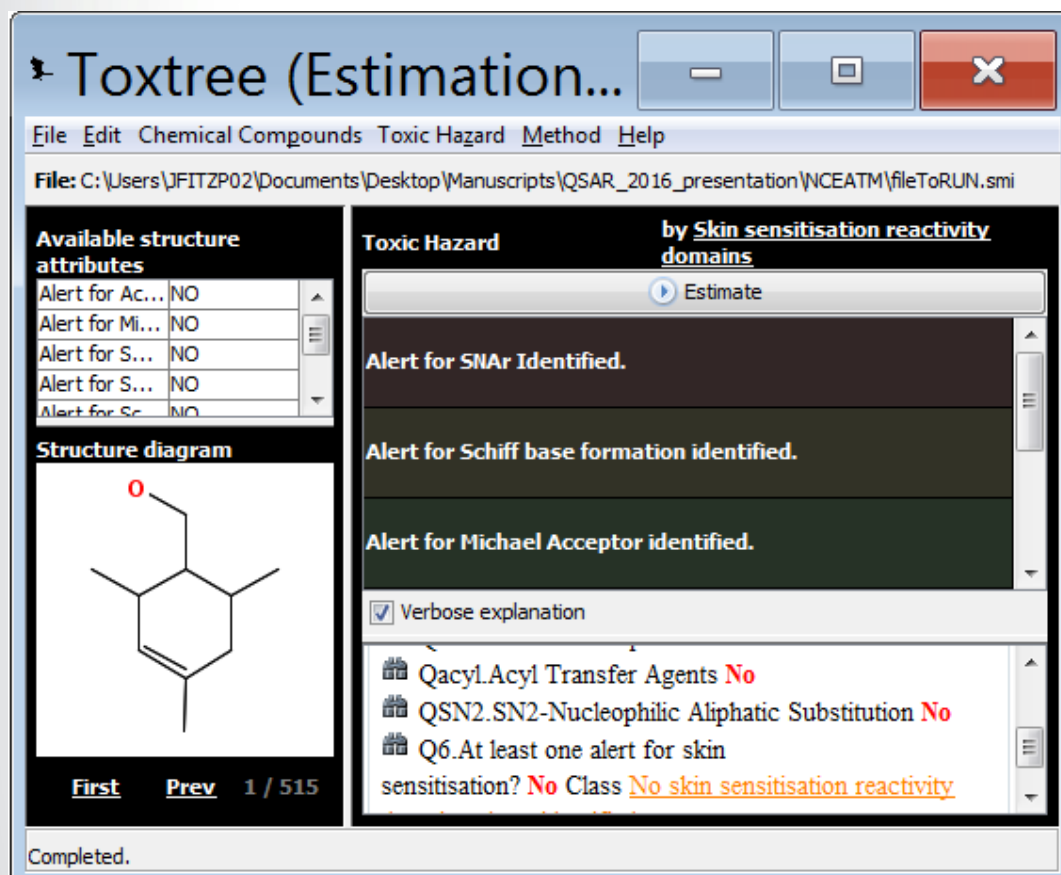 Toxtree (Estimation...
File Edit Chemical Compounds Toxic Hazard Method Help
File: C:\Users\JFITZP02\Documents\Desktop\Manuscripts\QSAR_2016_presentation\NCEATM\fileToRUN.smi
Available structure
attributes
Alert for Ac... NO
Alert for Mi... NO
Alert for S... NO
Alert for S... NO
Alert for Sc NO
Structure diagram
O
First Prev 1 / 515
Toxic Hazard
by Skin sensitisation reactivity
domains
Estimate
Alert for SNAr Identified.
Alert for Schiff base formation identified.
Alert for Michael Acceptor identified.
Verbose explanation
Qacyl.Acyl Transfer Agents No
QSN2.SN2-Nucleophilic Aliphatic Substitution No
Q6.At least one alert for skin
sensitisation? No Class No skin sensitisation reactivity
Completed.